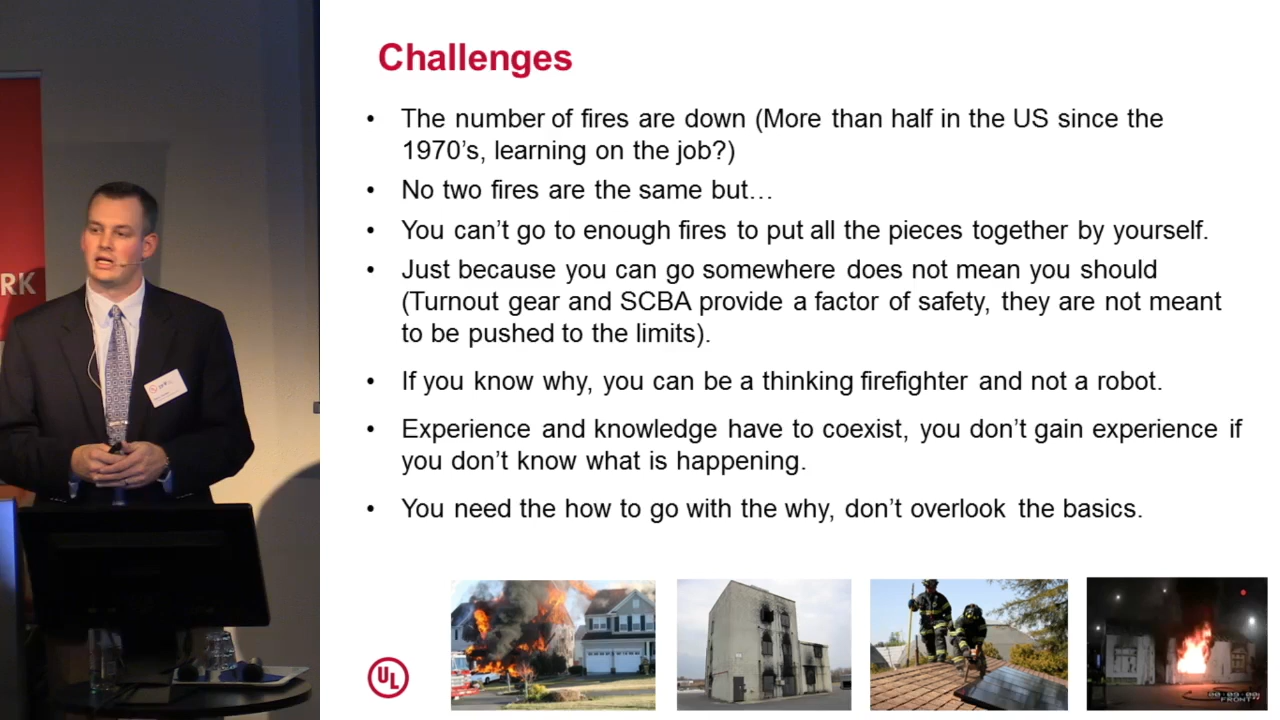 Challenges
• The number of fires are down (More than half in the US since the
1970’s, learning on the job?)
• No two fires are the same but…
• You can’t go to enough fires to put all the pieces together by yourself.
• Just because you can go somewhere does not mean you should
(Turnout gear and SCBA provide a factor of safety, they are not meant
to be pushed to the limits).
• If you know why, you can be a thinking firefighter and not a robot.
• Experience and knowledge have to coexist, you don’t gain experience if
you don’t know what is happening.
• You need the how to go with the why, don’t overlook the basics.
RK
UL
FRONT